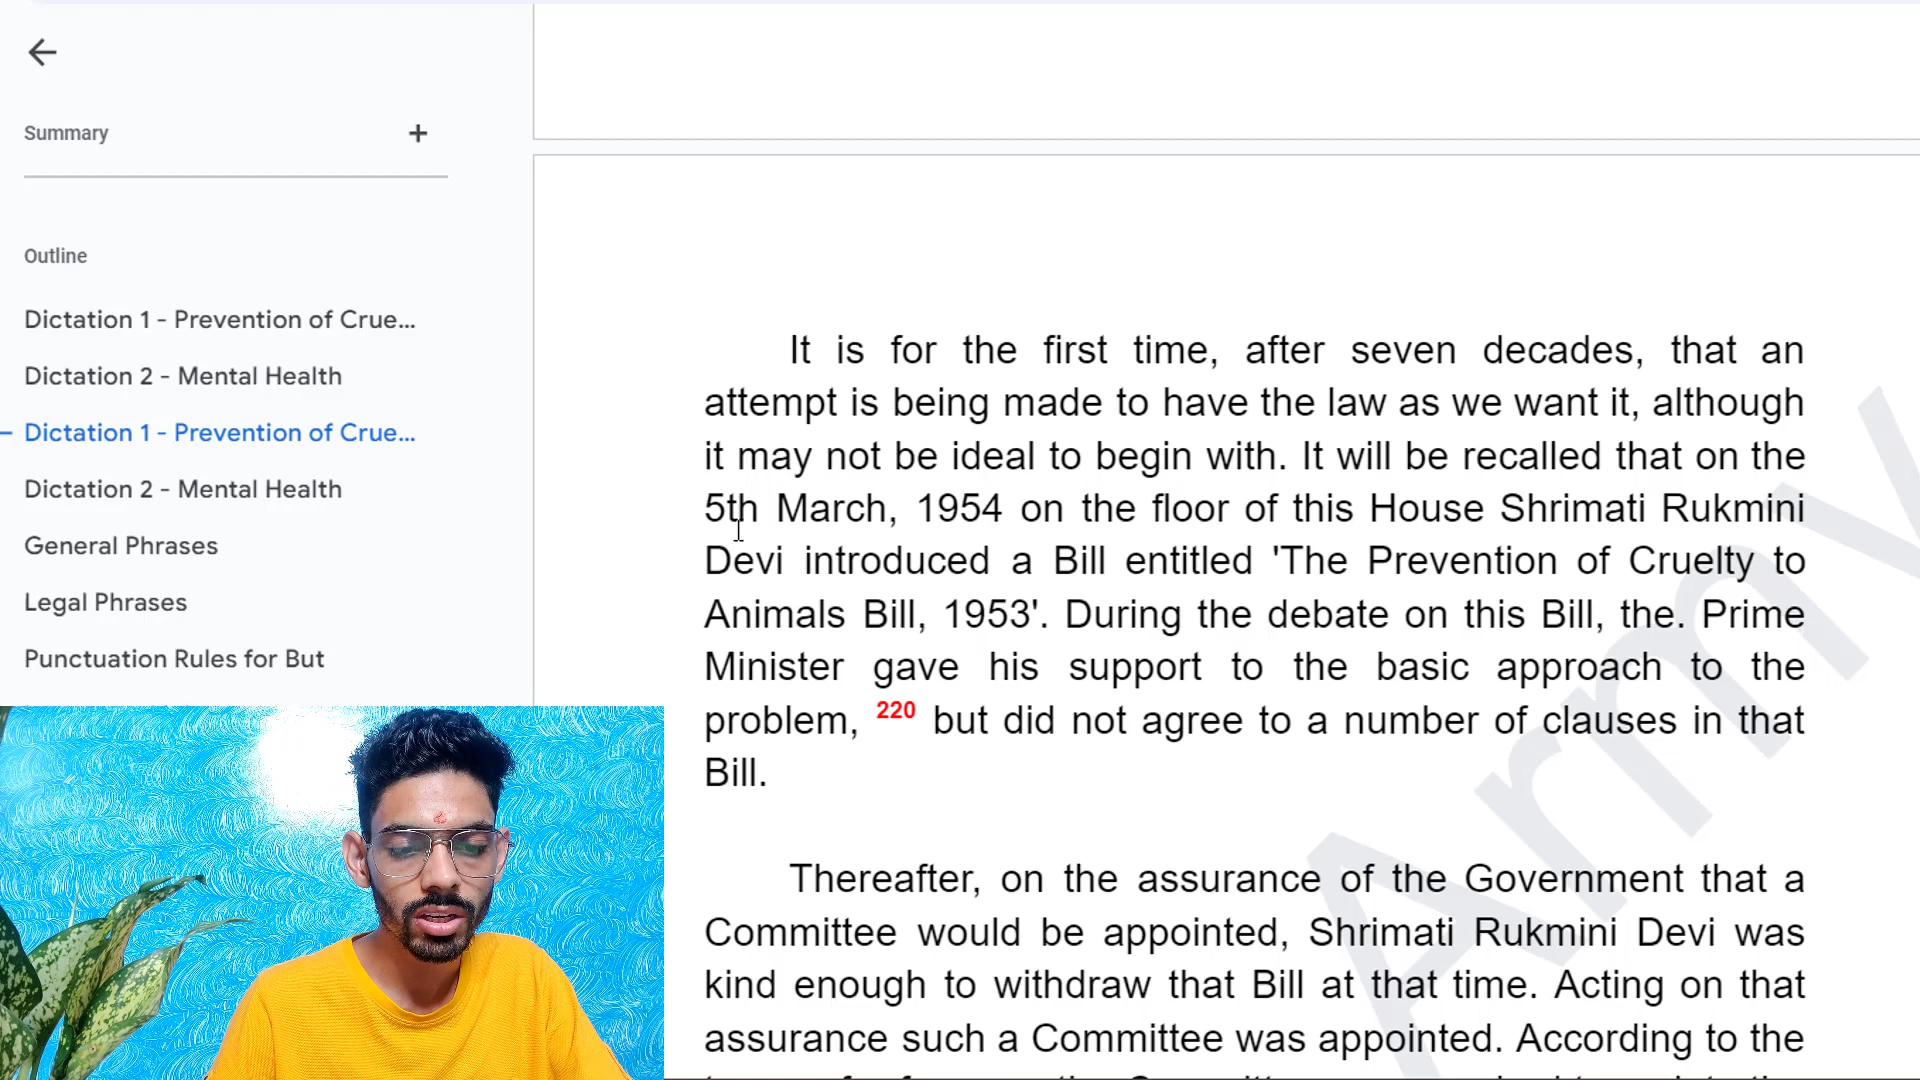 Summary
+
Outline
Dictation 1 - Prevention of Crue...
Dictation 2 - Mental Health
Dictation 1 - Prevention of Crue...
Dictation 2 - Mental Health
General Phrases
Legal Phrases
Punctuation Rules for But
It is for the first time, after seven decades, that an
attempt is being made to have the law as we want it, although
it may not be ideal to begin with. It will be recalled that on the
5th March, 1954 on the floor of this House Shrimati Rukmini
Devi introduced a Bill entitled 'The Prevention of Cruelty to
Animals Bill, 1953'. During the debate on this Bill, the. Prime
Minister gave his support to the basic approach to the
problem, 220 but did not agree to a number of clauses in that
Bill.
Thereafter, on the assurance of the Government that a
Committee would be appointed, Shrimati Rukmini Devi was
kind enough to withdraw that Bill at that time. Acting on that
assurance such a Committee was appointed. According to the
Army